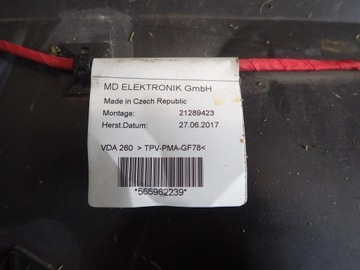 MD ELEKTRONIK GmbH
Made in Czech Republic
Montage: 21289423
Herst.Datum: 27.06.2017
VDA 260 > TPV-PMA-GF78<
*565962239*